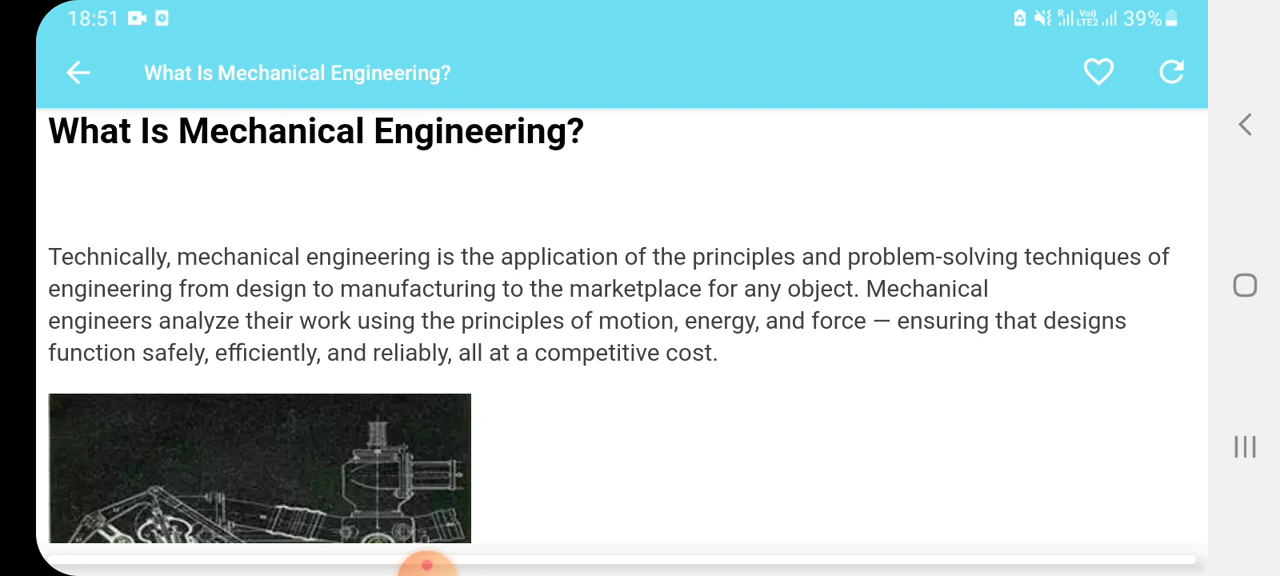 18:51
R Vo) LTE2 39%
What Is Mechanical Engineering?
What Is Mechanical Engineering?
Technically, mechanical engineering is the application of the principles and problem-solving techniques of
engineering from design to manufacturing to the marketplace for any object. Mechanical
engineers analyze their work using the principles of motion, energy, and force — ensuring that designs
function safely, efficiently, and reliably, all at a competitive cost.